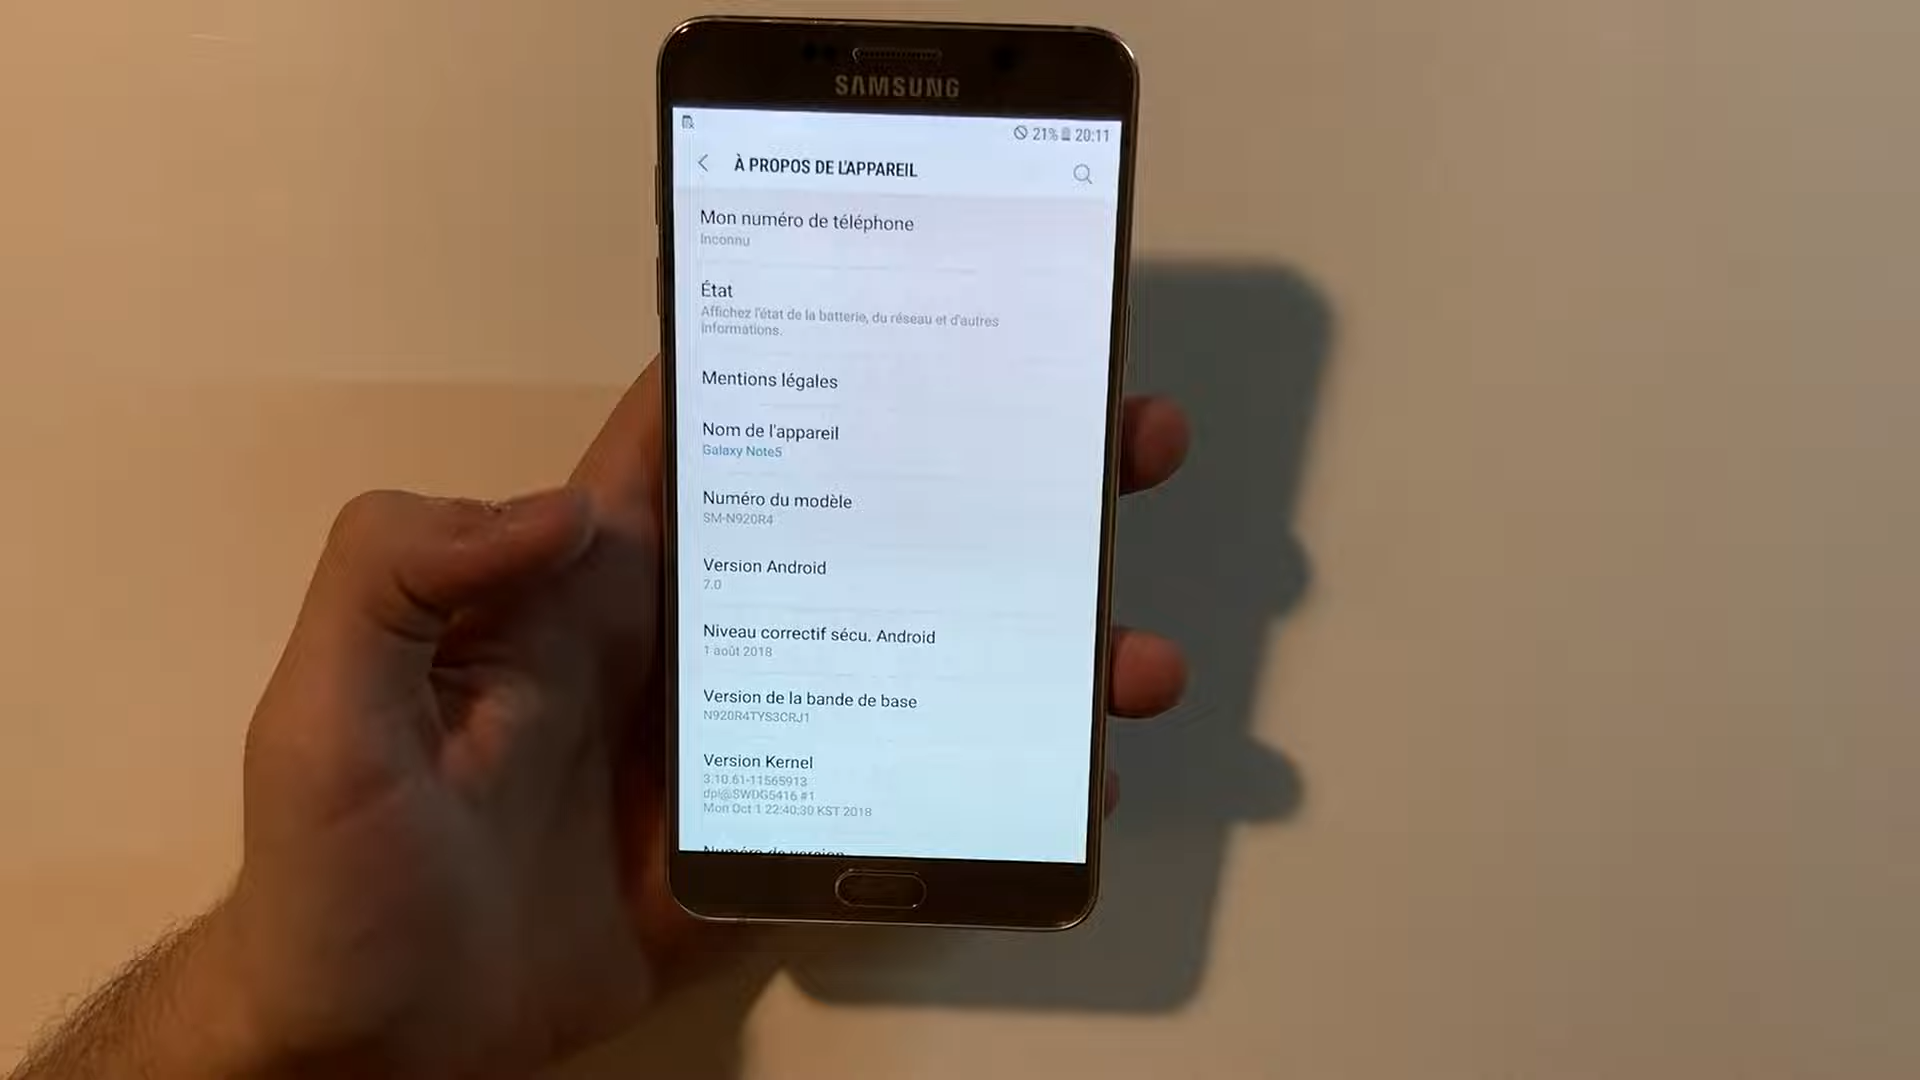 SAMSUNG
21% 20:11
À PROPOS DE L'APPAREIL
Mon numéro de téléphone
Inconnu
État
Affichez l'état de la batterie, du réseau et d'autres
informations.
Mentions légales
Nom de l'appareil
Galaxy Note5
Numéro du modèle
SM-N920R4
Version Android
7.0
Niveau correctif sécu. Android
1 août 2018
Version de la bande de base
N920R4TYS3CRJ1
Version Kernel
3.10.61-11565913
dpi@SWDG5416 #1
Mon Oct 1 22:40:30 KST 2018
Numéro de version